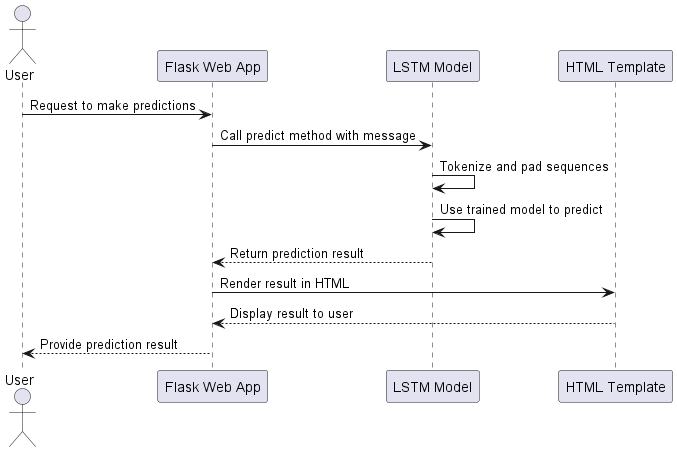 User
Flask Web App
LSTM Model
HTML Template
Request to make predictions
Call predict method with message
Tokenize and pad sequences
Use trained model to predict
Return prediction result
Render result in HTML
Display result to user
Provide prediction result
User
Flask Web App
LSTM Model
HTML Template